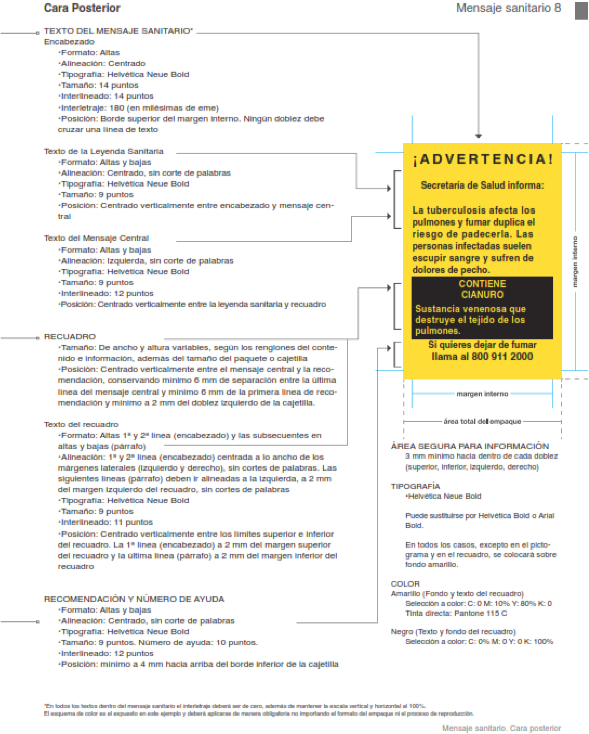 Cara Posterior
Mensaje sanitario 8
TEXTO DEL MENSAJE SANITARIO*
Encabezado
•Formato: Altas
•Alineación: Centrado
•Tipografía: Helvética Neue Bold
•Tamaño: 14 puntos
•Interlineado: 14 puntos
•Interletraje: 180 (en milésimas de eme)
•Posición: Borde superior del margen interno. Ningún doblez debe
cruzar una línea de texto
Texto de la Leyenda Sanitaria
•Formato: Altas y bajas
•Alineación: Centrado, sin corte de palabras
•Tipografía: Helvética Neue Bold
•Tamaño: 9 puntos
•Posición: Centrado verticalmente entre encabezado y mensaje cen-
tral
Texto del Mensaje Central
•Formato: Altas y bajas
•Alineación: Izquierda, sin corte de palabras
•Tipografía: Helvética Neue Bold
•Tamaño: 9 puntos
•Interlineado: 12 puntos
•Posición: Centrado verticalmente entre la leyenda sanitaria y recuadro
RECUADRO
•Tamaño: De ancho y altura variables, según los renglones del conte-
nido e información, además del tamaño del paquete o cajetilla
•Posición: Centrado verticalmente entre el mensaje central y la reco-
mendación, conservando mínimo 6 mm de separación entre la última
línea del mensaje central y mínimo 6 mm de la primera línea de reco-
mendación y mínimo a 2 mm del doblez izquierdo de la cajetilla.
Texto del recuadro
•Formato: Altas 1ª y 2ª línea (encabezado) y las subsecuentes en
altas y bajas (párrafo)
•Alineación: 1ª y 2ª línea (encabezado) centrada a lo ancho de los
márgenes laterales (izquierdo y derecho), sin cortes de palabras. Las
siguientes líneas (párrafo) deben ir alineadas a la izquierda, a 2 mm
del margen izquierdo del recuadro, sin cortes de palabras
•Tipografía: Helvética Neue Bold
•Tamaño: 9 puntos
•Interlineado: 11 puntos
•Posición: Centrado verticalmente entre los límites superior e inferior
del recuadro. La 1ª línea (encabezado) a 2 mm del margen superior
del recuadro y la última línea (párrafo) a 2 mm del margen inferior del
recuadro
RECOMENDACIÓN Y NÚMERO DE AYUDA
•Formato: Altas y bajas
•Alineación: Centrado, sin corte de palabras
•Tipografía: Helvética Neue Bold
•Tamaño: 9 puntos. Número de ayuda: 10 puntos.
•Interlineado: 12 puntos
•Posición: mínimo a 4 mm hacia arriba del borde inferior de la cajetilla
¡ADVERTENCIA!
Secretaría de Salud informa:
La tuberculosis afecta los
pulmones y fumar duplica el
riesgo de padecerla. Las
personas infectadas suelen
escupir sangre y sufren de
dolores de pecho.
CONTIENE
CIANURO
Sustancia venenosa que
destruye el tejido de los
pulmones.
Si quieres dejar de fumar
llama al 800 911 2000
margen interno
margen interno
área total del empaque
ÁREA SEGURA PARA INFORMACIÓN
3 mm mínimo hacia dentro de cada doblez
(superior, inferior, izquierdo, derecho)
TIPOGRAFÍA
•Helvética Neue Bold
Puede sustituirse por Helvética Bold o Arial
Bold.
En todos los casos, excepto en el picto-
grama y en el recuadro, se colocará sobre
fondo amarillo.
COLOR
Amarillo (Fondo y texto del recuadro)
Selección a color: C: 0 M: 10% Y: 80% K: 0
Tinta directa: Pantone 115 C
Negro (Texto y fondo del recuadro)
Selección a color: C: 0% M: 0 Y: 0 K: 100%
*En todos los textos dentro del mensaje sanitario el interletraje deberá ser de cero, además de mantener la escala vertical y horizontal al 100%.
El esquema de color es el expuesto en este ejemplo y deberá aplicarse de manera obligatoria no importando el formato del empaque ni el proceso de reproducción.
Mensaje sanitario. Cara posterior